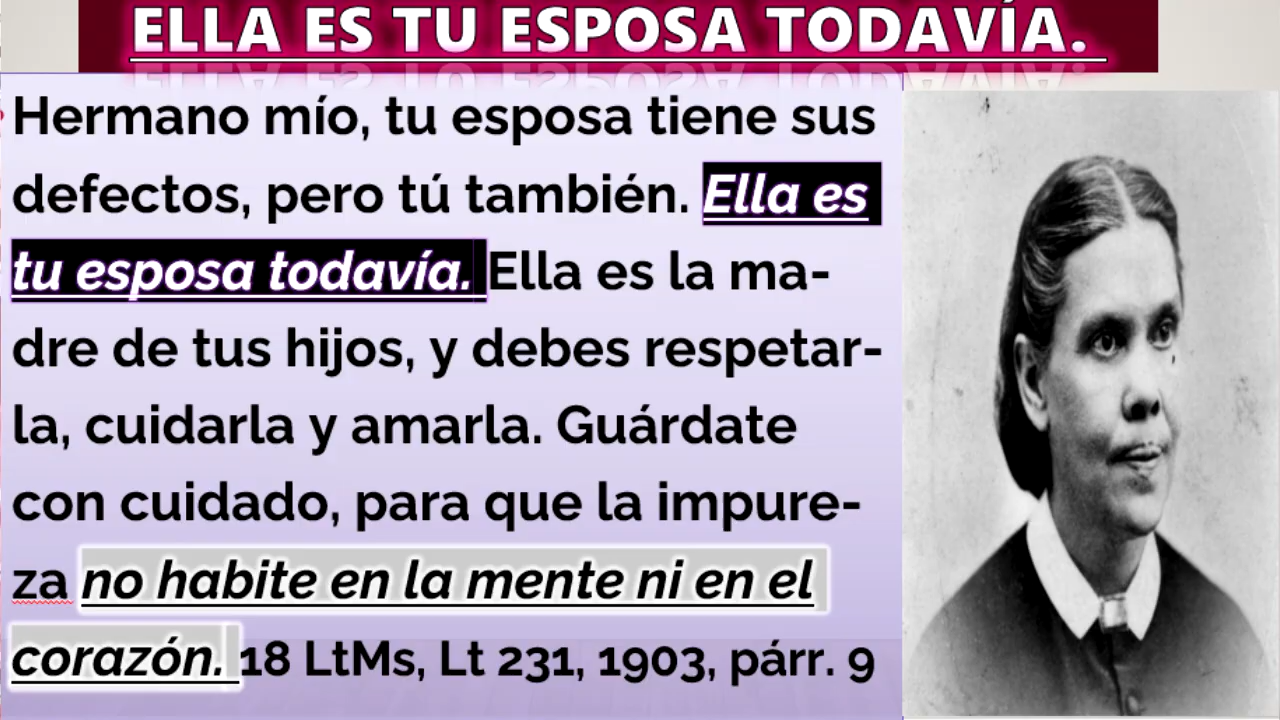 ELLA ES TU ESPOSA TODAVÍA.
Hermano mío, tu esposa tiene sus
defectos, pero tú también. Ella es
tu esposa todavía. Ella es la ma-
dre de tus hijos, y debes respetar-
la, cuidarla y amarla. Guárdate
con cuidado, para que la impure-
za no habite en la mente ni en el
corazón. 18 LtMs, Lt 231, 1903, párr. 9